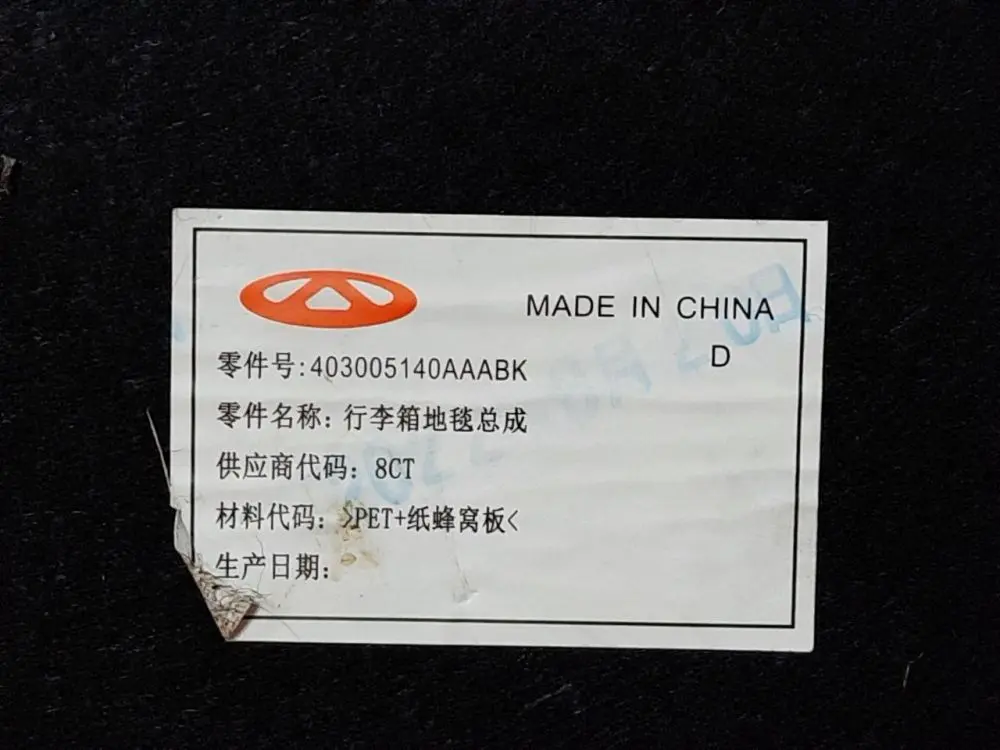 MADE IN CHINA
D
零件号:403005140AAABK
零件名称: 行李箱地毯总成
供应商代码: 8CT
材料代码: >PET+纸蜂窝板<
生产日期: